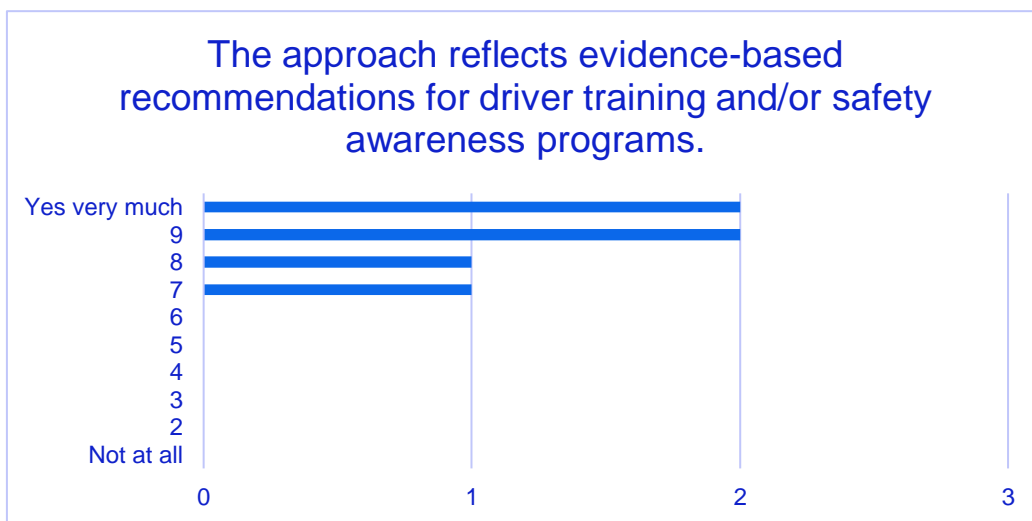 The approach reflects evidence-based
recommendations for driver training and/or safety
awareness programs.
Yes very much
9
8
7
6
5
4
3
2
Not at all
0 1 2 3